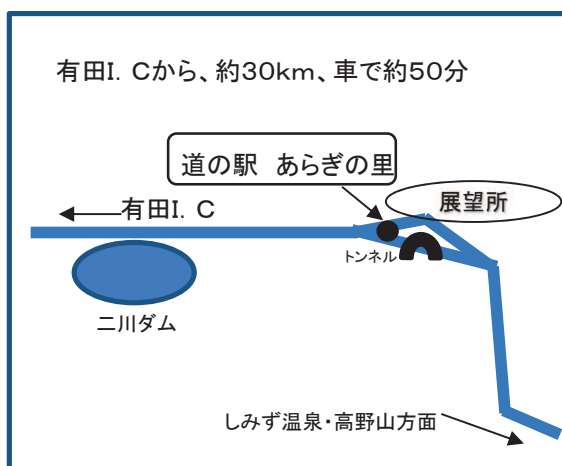 有田I. Cから、約30km、車で約50分
道の駅 あらぎの里
展望所
有田I. C
トンネル
二川ダム
しみず温泉・高野山方面